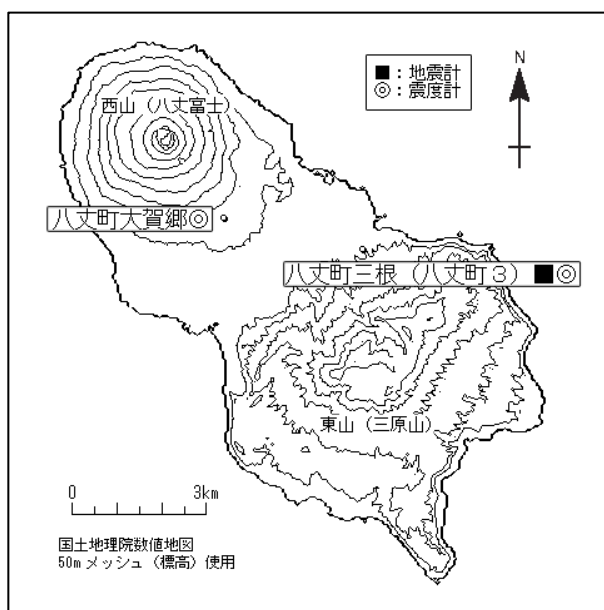 ■：地震計
◎：震度計
N
西山（八丈富士）
八丈町大賀郷◎
八丈町三根（八丈町３）■◎
東山（三原山）
0 3km
国土地理院数値地図
50mメッシュ（標高）使用